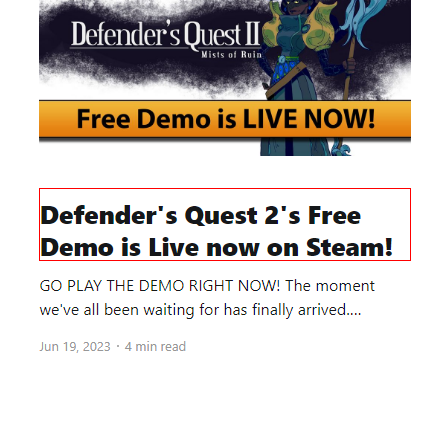 Defender's Quest II
Mists of Ruin
Free Demo is LIVE NOW!
Defender's Quest 2's Free
Demo is Live now on Steam!
GO PLAY THE DEMO RIGHT NOW! The moment
we've all been waiting for has finally arrived....
Jun 19, 2023 · 4 min read